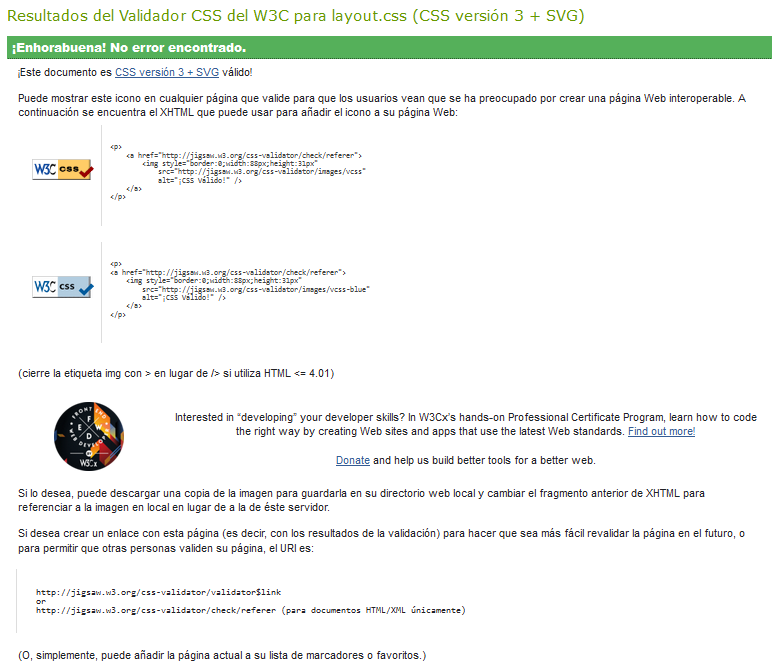 Resultados del Validador CSS del W3C para layout.css (CSS versión 3 + SVG)
¡Enhorabuena! No error encontrado.
¡Este documento es CSS versión 3 + SVG válido!
Puede mostrar este icono en cualquier página que valide para que los usuarios vean que se ha preocupado por crear una página Web interoperable. A
continuación se encuentra el XHTML que puede usar para añadir el icono a su página Web:
W3C css
<p>
<a href="http://jigsaw.w3.org/css-validator/check/referer">
<img style="border:0;width:88px;height:31px"
src="http://jigsaw.w3.org/css-validator/images/vcss"
alt="¡CSS Válido!" />
</a>
</p>
W3C css
<p>
<a href="http://jigsaw.w3.org/css-validator/check/referer">
<img style="border:0;width:88px;height:31px"
src="http://jigsaw.w3.org/css-validator/images/vcss-blue"
alt="¡CSS Válido!" />
</a>
</p>
(cierre la etiqueta img con > en lugar de /> si utiliza HTML <= 4.01)
FRONT END
WEB DEVELOPER
F
E W
D
W3Cx
Interested in “developing” your developer skills? In W3Cx's hands-on Professional Certificate Program, learn how to code
the right way by creating Web sites and apps that use the latest Web standards. Find out more!
Donate and help us build better tools for a better web.
Si lo desea, puede descargar una copia de la imagen para guardarla en su directorio web local y cambiar el fragmento anterior de XHTML para
referenciar a la imagen en local en lugar de a la de éste servidor.
Si desea crear un enlace con esta página (es decir, con los resultados de la validación) para hacer que sea más fácil revalidar la página en el futuro, o
para permitir que otras personas validen su página, el URI es:
http://jigsaw.w3.org/css-validator/validator$link
or
http://jigsaw.w3.org/css-validator/check/referer (para documentos HTML/XML únicamente)
(O, simplemente, puede añadir la página actual a su lista de marcadores o favoritos.)